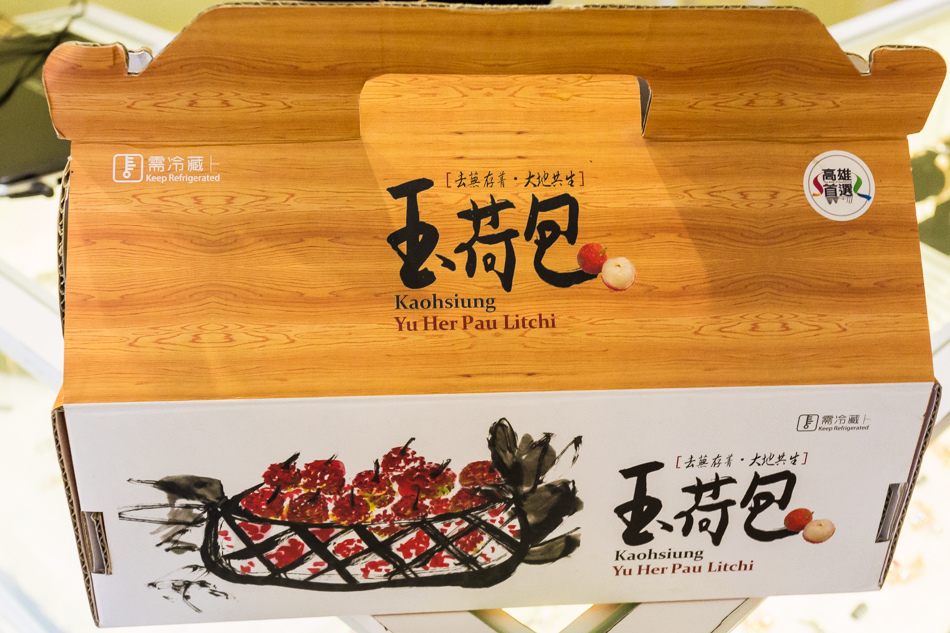 需冷藏
Keep Refrigerated
[去蕪存菁・大地共生]
玉荷包
Kaohsiung
Yu Her Pau Litchi
高雄
首選
需冷藏
Keep Refrigerated
[去蕪存菁・大地共生]
玉荷包
Kaohsiung
Yu Her Pau Litchi